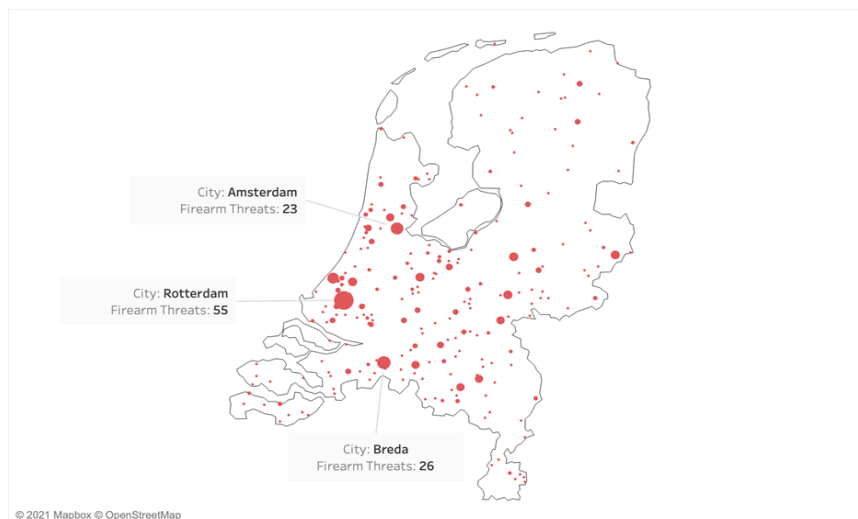 City: Amsterdam
Firearm Threats: 23
City: Rotterdam
Firearm Threats: 55
City: Breda
Firearm Threats: 26
© 2021 Mapbox © OpenStreetMap